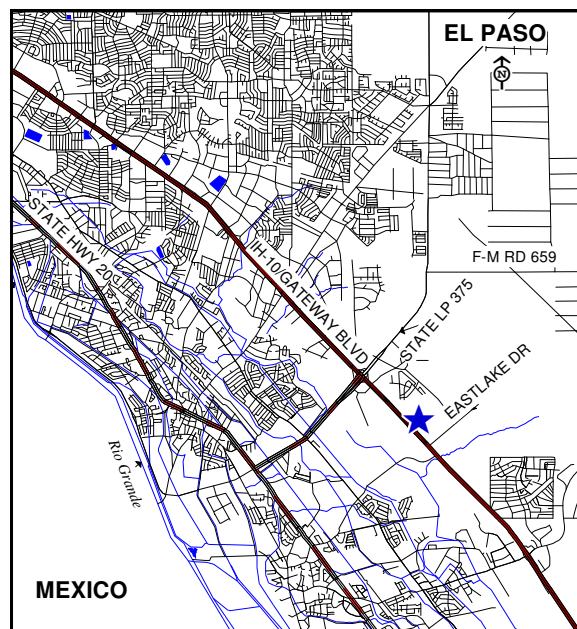 EL PASO
N
F-M RD 659
STATE HWY 20
IH-10/GATEWAY BLVD
STATE LP 375
EASTLAKE DR
Rio Grande
MEXICO